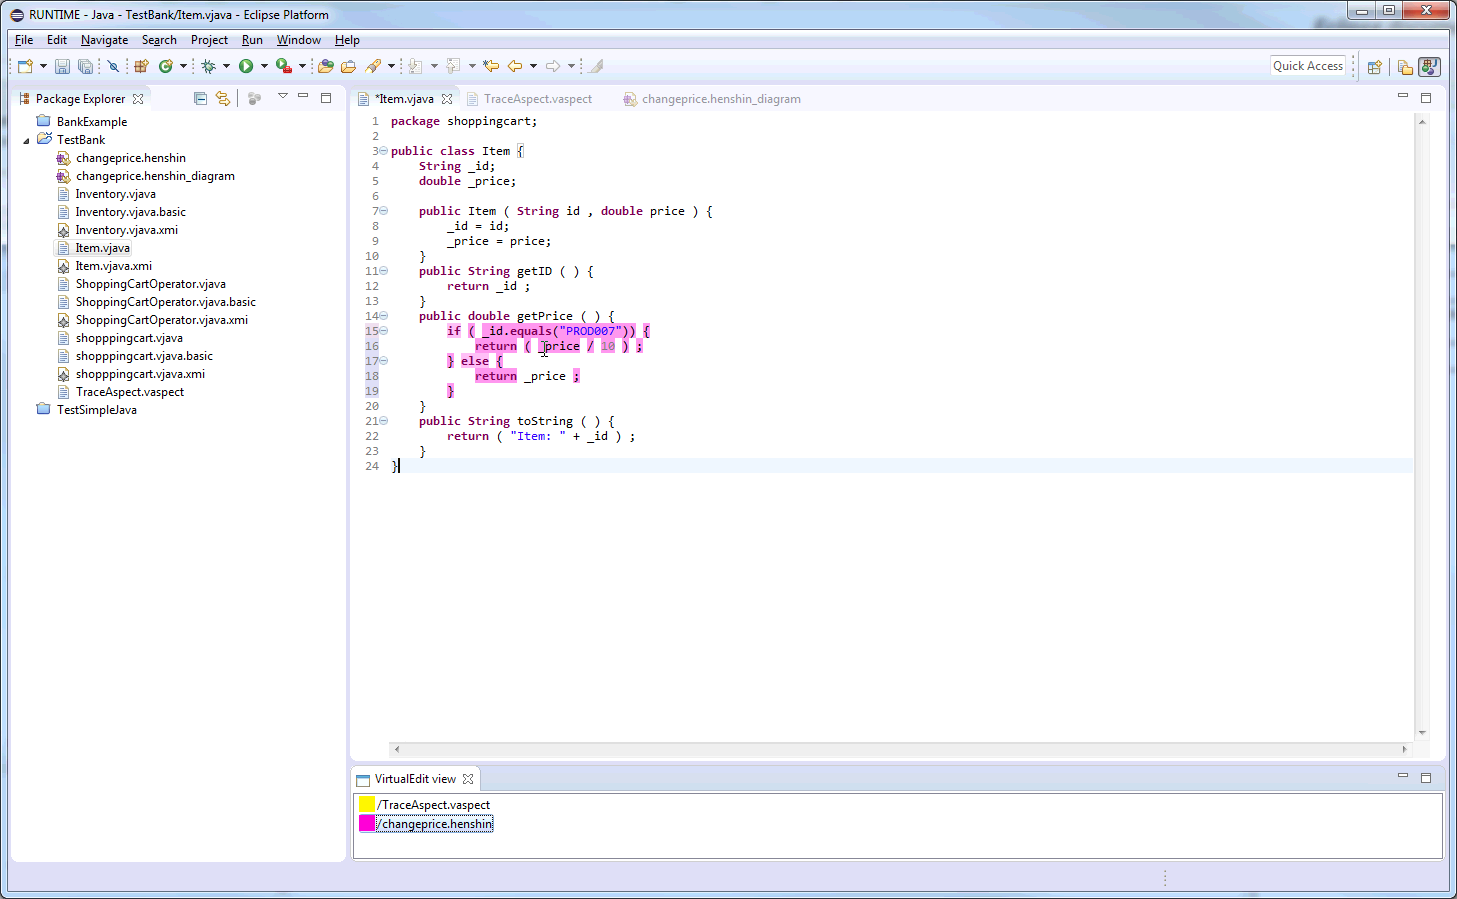 RUNTIME - Java - TestBank/Item.vjava - Eclipse Platform
File Edit Navigate Search Project Run Window Help
Quick Access
Package Explorer
BankExample
TestBank
changeprice.henshin
changeprice.henshin_diagram
Inventory.vjava
Inventory.vjava.basic
Inventory.vjava.xmi
Item.vjava
Item.vjava.xmi
ShoppingCartOperator.vjava
ShoppingCartOperator.vjava.basic
ShoppingCartOperator.vjava.xmi
shopppingcart.vjava
shopppingcart.vjava.basic
shopppingcart.vjava.xmi
TraceAspect.vaspect
TestSimpleJava
*Item.vjava TraceAspect.vaspect changeprice.henshin_diagram
1 package shoppingcart;
2
3 public class Item {
4 String _id;
5 double _price;
6
7 public Item ( String id , double price ) {
8 _id = id;
9 _price = price;
10 }
11 public String getID ( ) {
12 return _id ;
13 }
14 public double getPrice ( ) {
15 if ( _id.equals("PROD007")) {
16 return ( _price / 10 ) ;
17 } else {
18 return _price ;
19 }
20 }
21 public String toString ( ) {
22 return ( "Item: " + _id ) ;
23 }
24 }
VirtualEdit view
/TraceAspect.vaspect
/changeprice.henshin